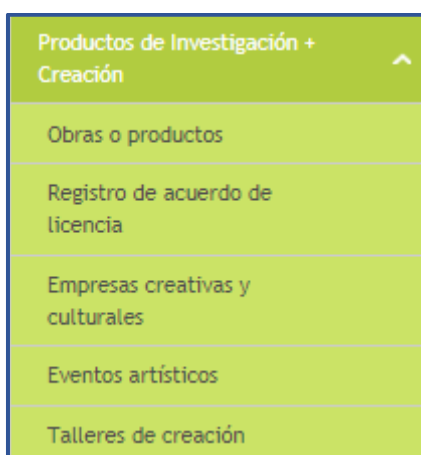 Productos de Investigación +
Creación
Obras o productos
Registro de acuerdo de
licencia
Empresas creativas y
culturales
Eventos artísticos
Talleres de creación